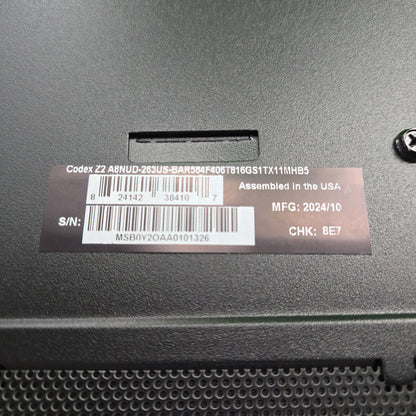 Codex Z2 A8NUD-263US-BAR584F406T816GS1TX11MHB5
8 24142 38410 7
Assembled in the USA
MFG: 2024/10
S/N:
MSB0Y2OAA0101326
CHK: 8E7